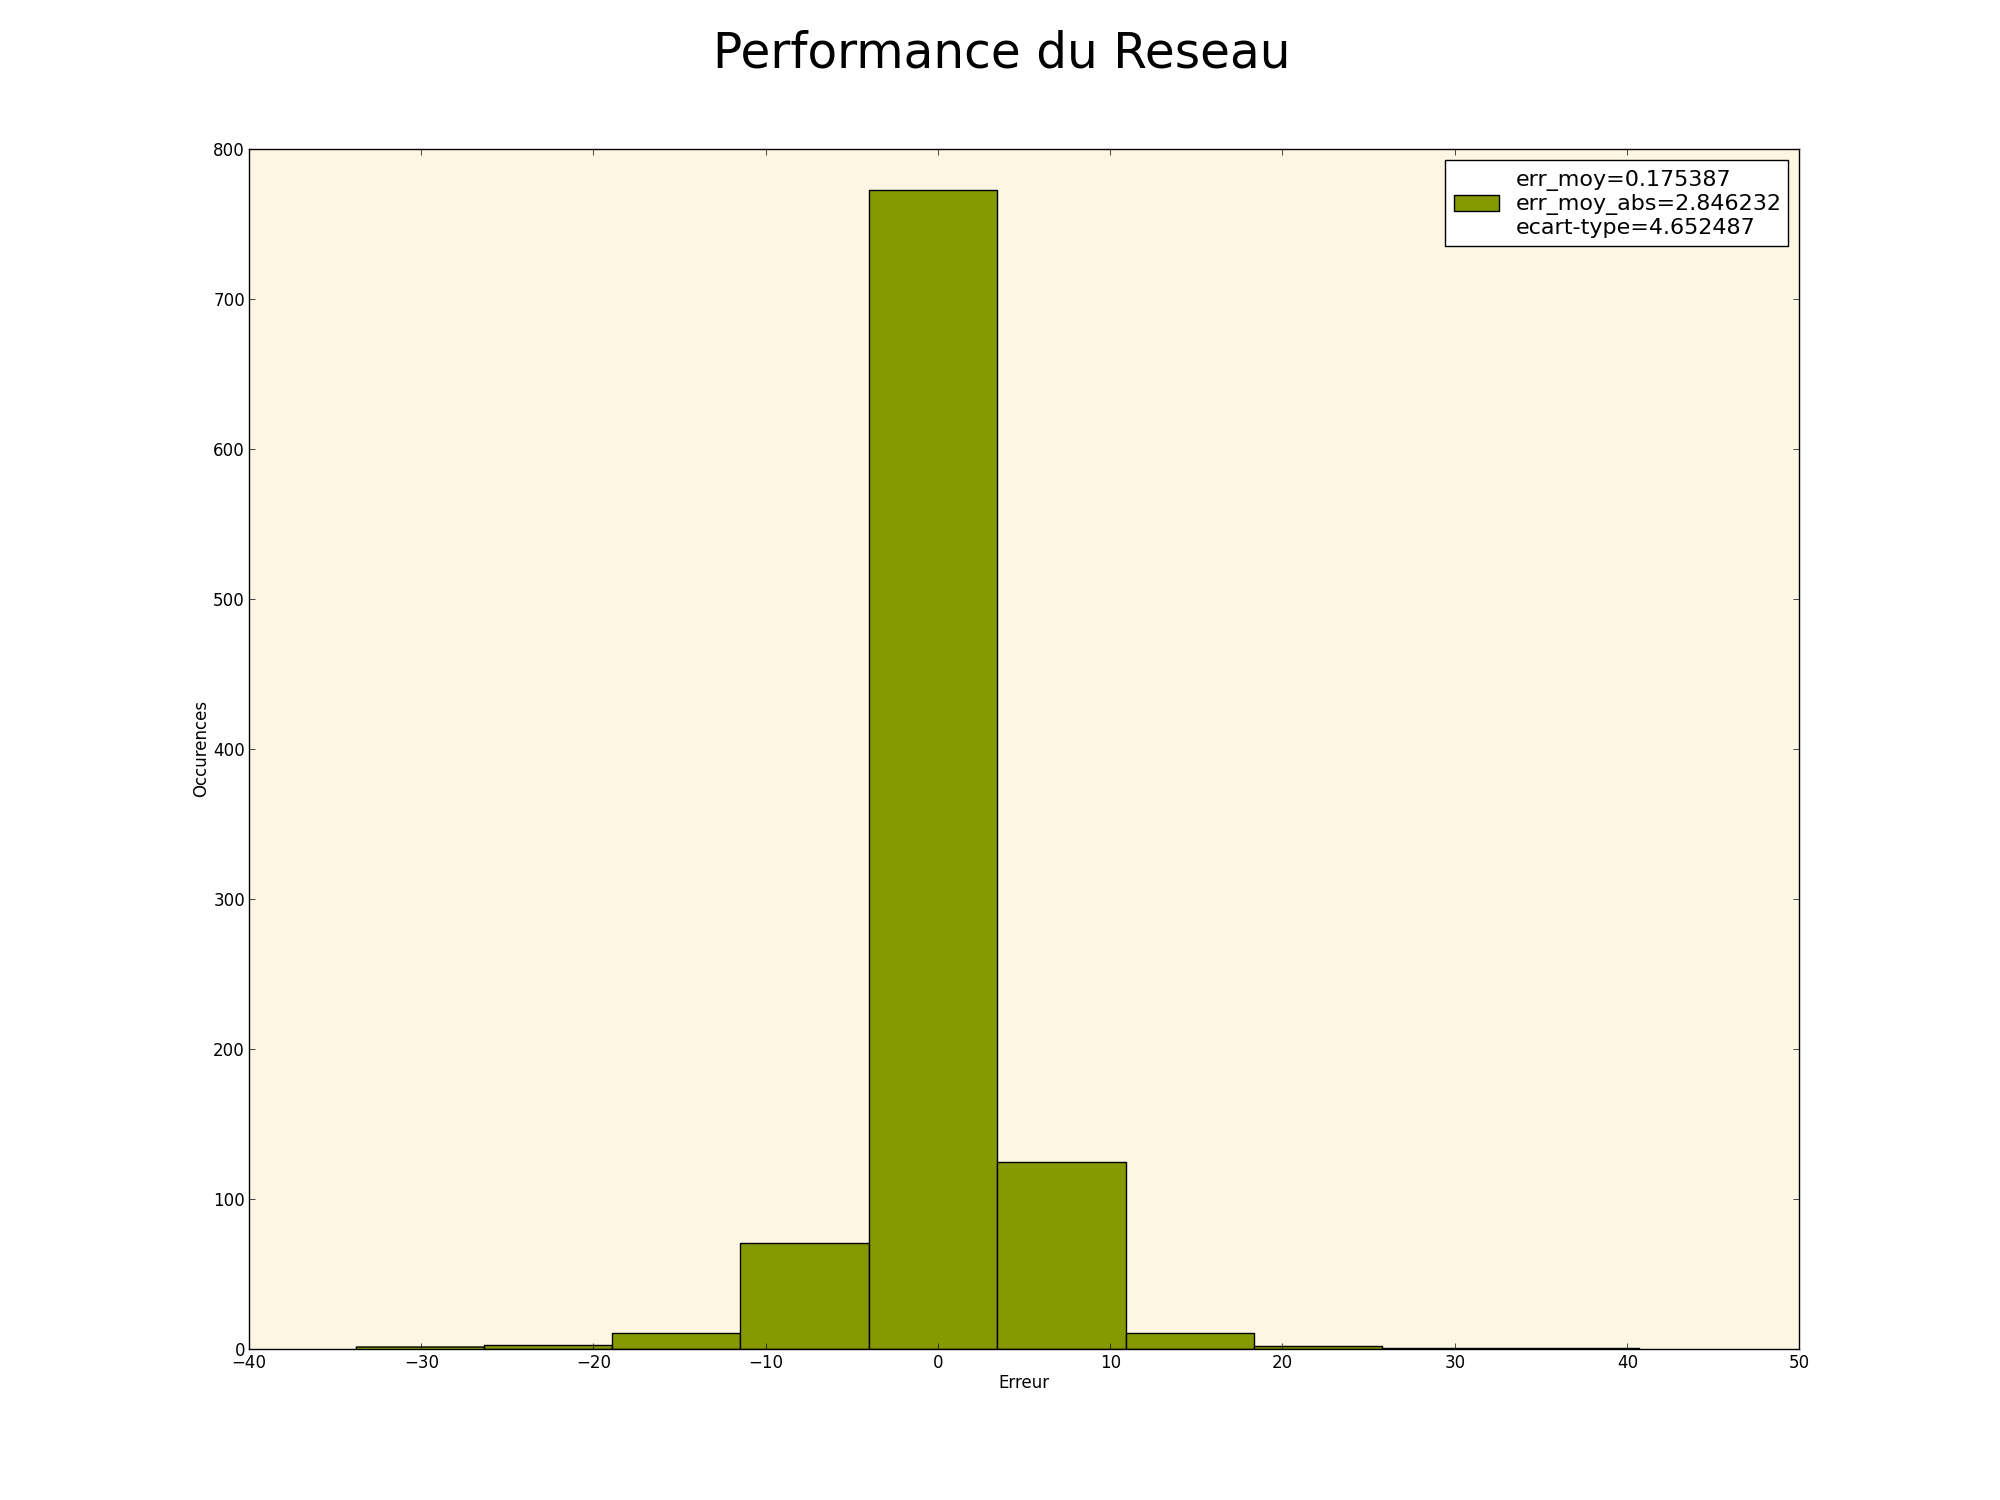 Performance du Reseau
800
700
600
500
400
300
200
100
0
Occurences
err_moy=0.175387
err_moy_abs=2.846232
ecart-type=4.652487
−40 −30 −20 −10 0 10 20 30 40 50
Erreur